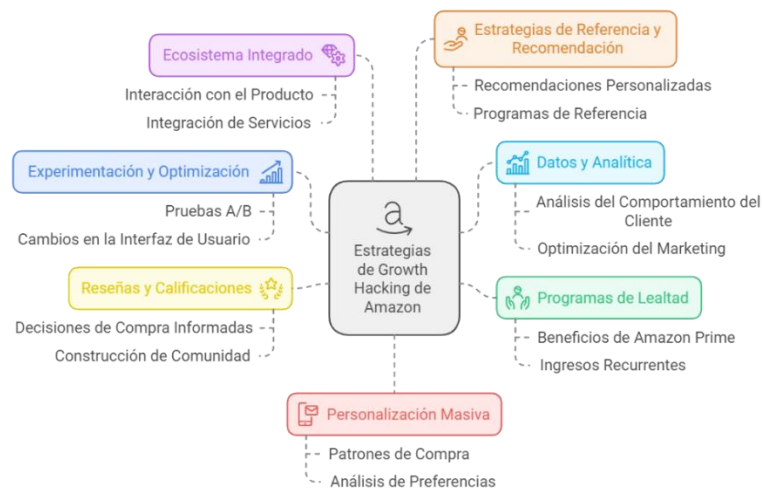 Ecosistema Integrado
Interacción con el Producto
Integración de Servicios
Estrategias de Referencia y
Recomendación
Recomendaciones Personalizadas
Programas de Referencia
Experimentación y Optimización
Pruebas A/B
Cambios en la Interfaz de Usuario
Datos y Analítica
Análisis del Comportamiento del
Cliente
Optimización del Marketing
a
Estrategias
de Growth
Hacking de
Amazon
Reseñas y Calificaciones
Decisiones de Compra Informadas
Construcción de Comunidad
Programas de Lealtad
Beneficios de Amazon Prime
Ingresos Recurrentes
Personalización Masiva
Patrones de Compra
Análisis de Preferencias